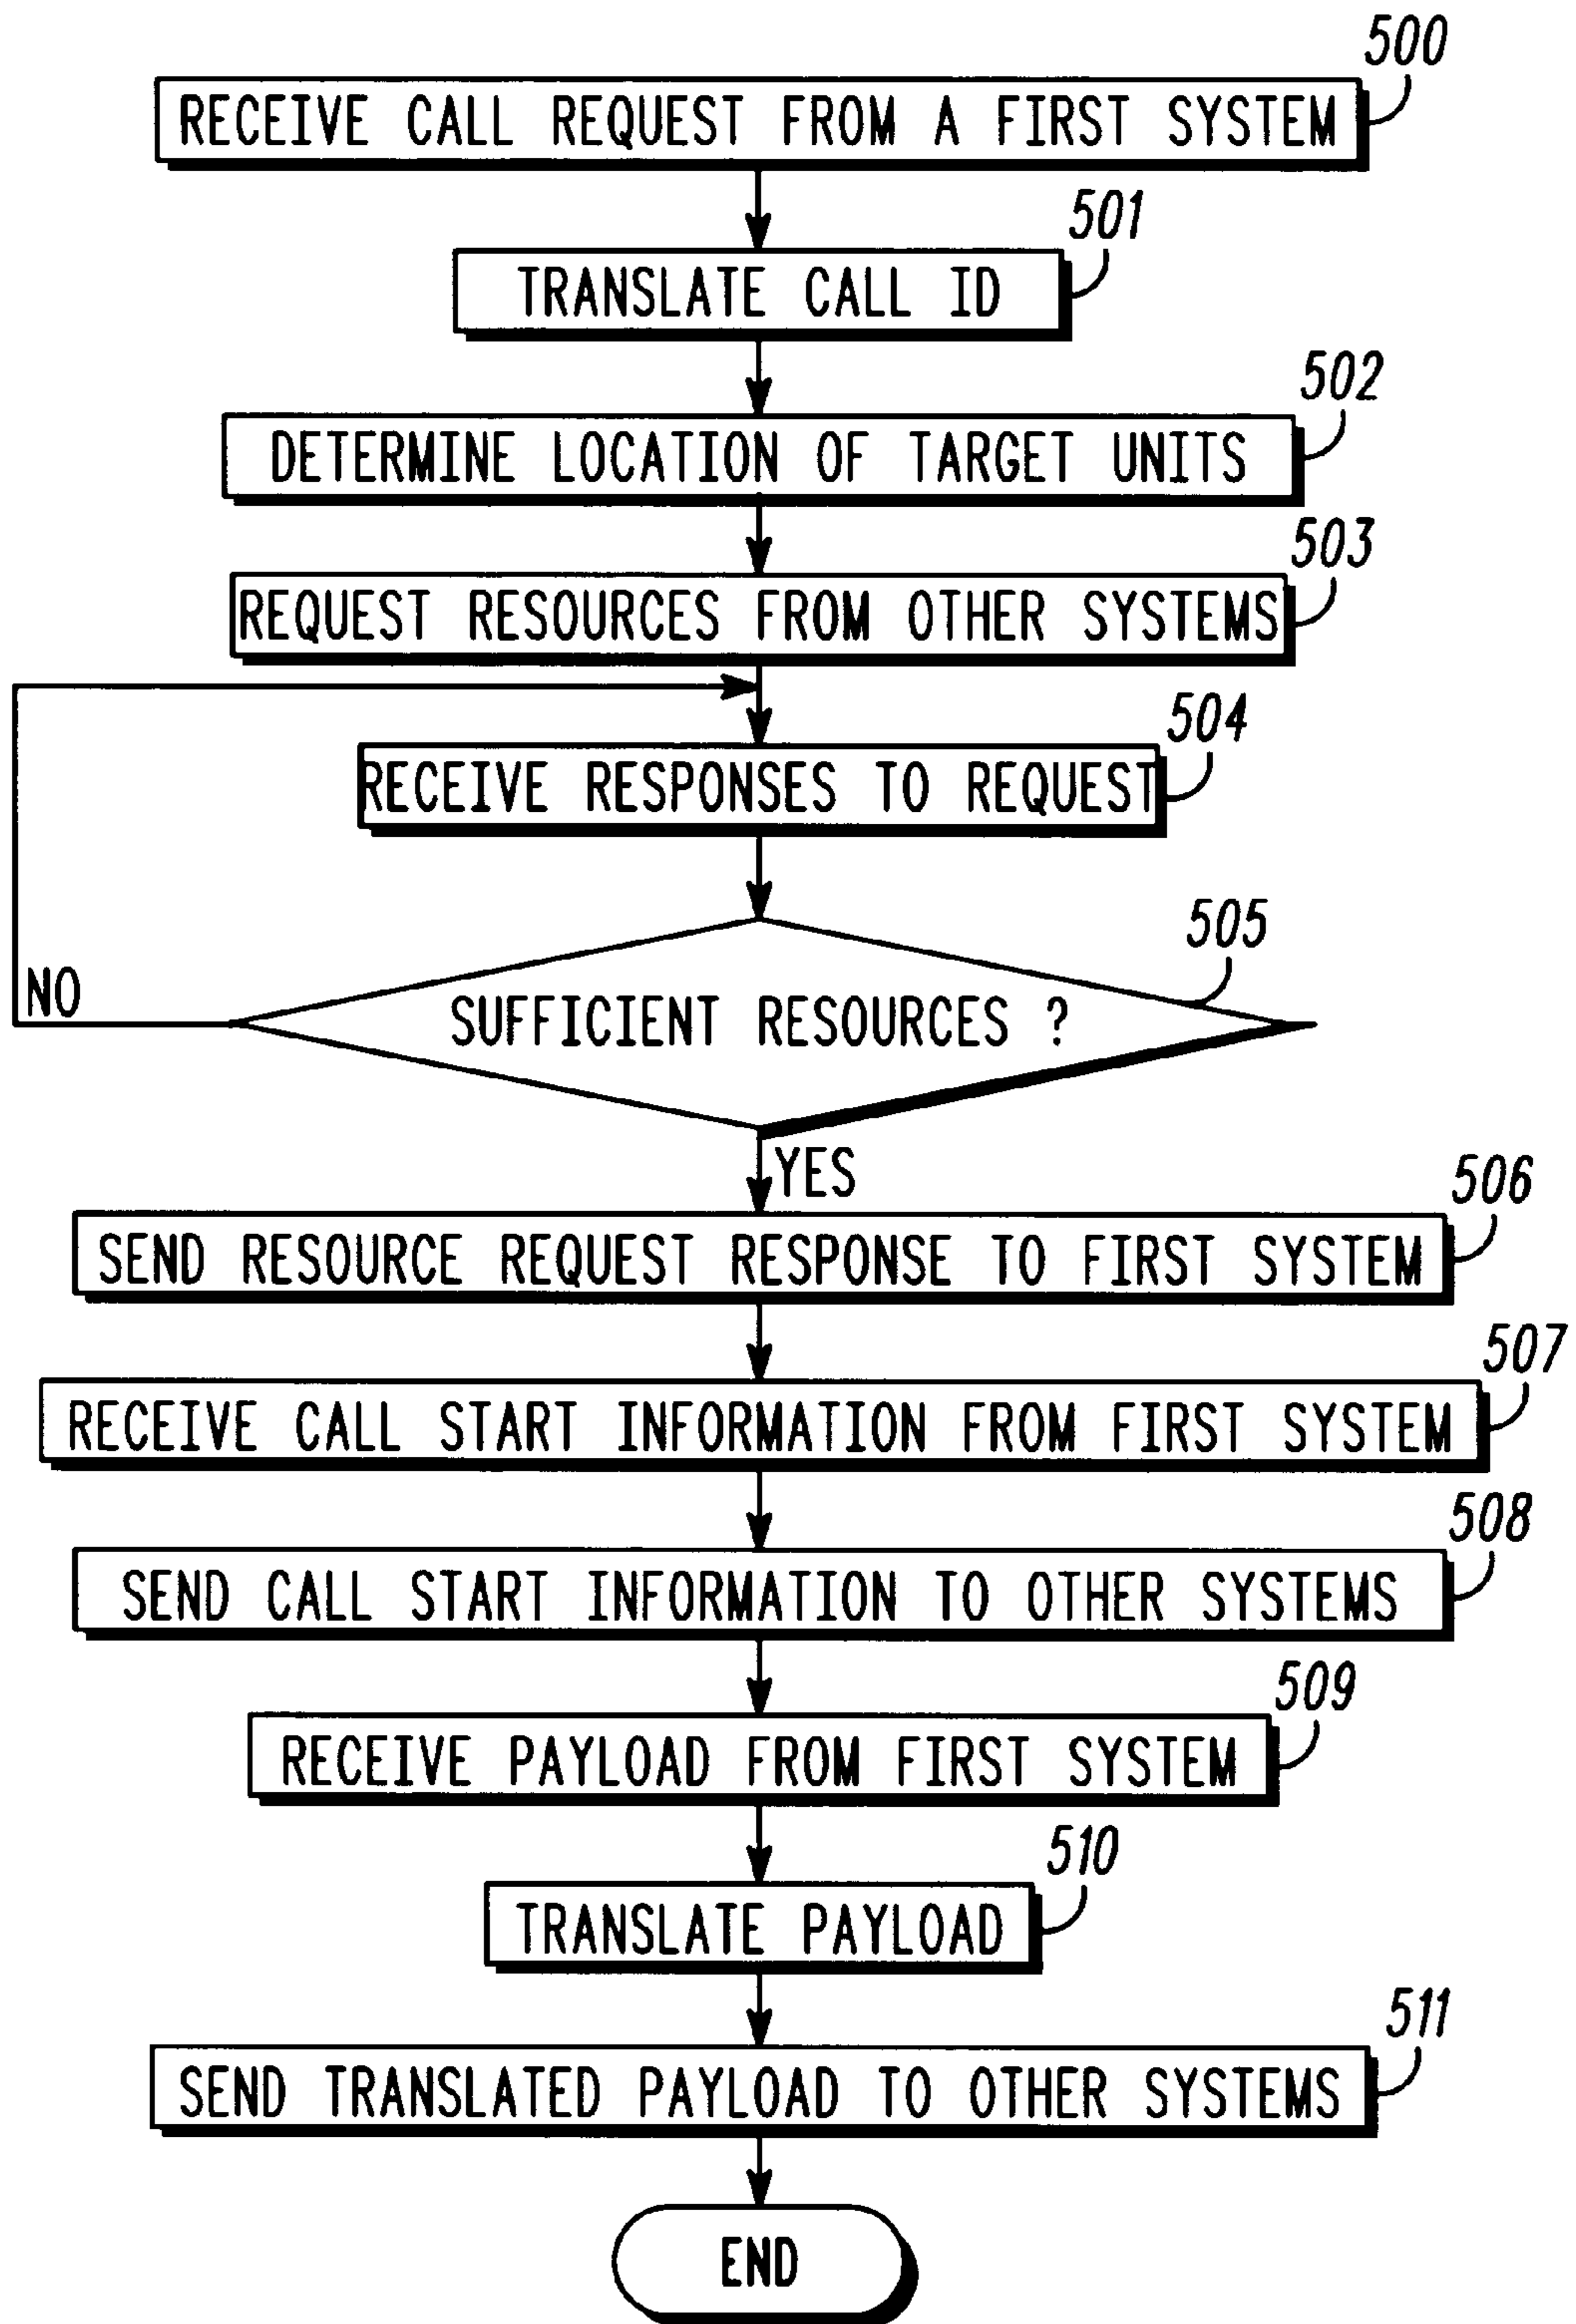 500
RECEIVE CALL REQUEST FROM A FIRST SYSTEM
501
TRANSLATE CALL ID
502
DETERMINE LOCATION OF TARGET UNITS
503
REQUEST RESOURCES FROM OTHER SYSTEMS
504
RECEIVE RESPONSES TO REQUEST
505
NO
SUFFICIENT RESOURCES ?
YES
506
SEND RESOURCE REQUEST RESPONSE TO FIRST SYSTEM
507
RECEIVE CALL START INFORMATION FROM FIRST SYSTEM
508
SEND CALL START INFORMATION TO OTHER SYSTEMS
509
RECEIVE PAYLOAD FROM FIRST SYSTEM
510
TRANSLATE PAYLOAD
511
SEND TRANSLATED PAYLOAD TO OTHER SYSTEMS
END